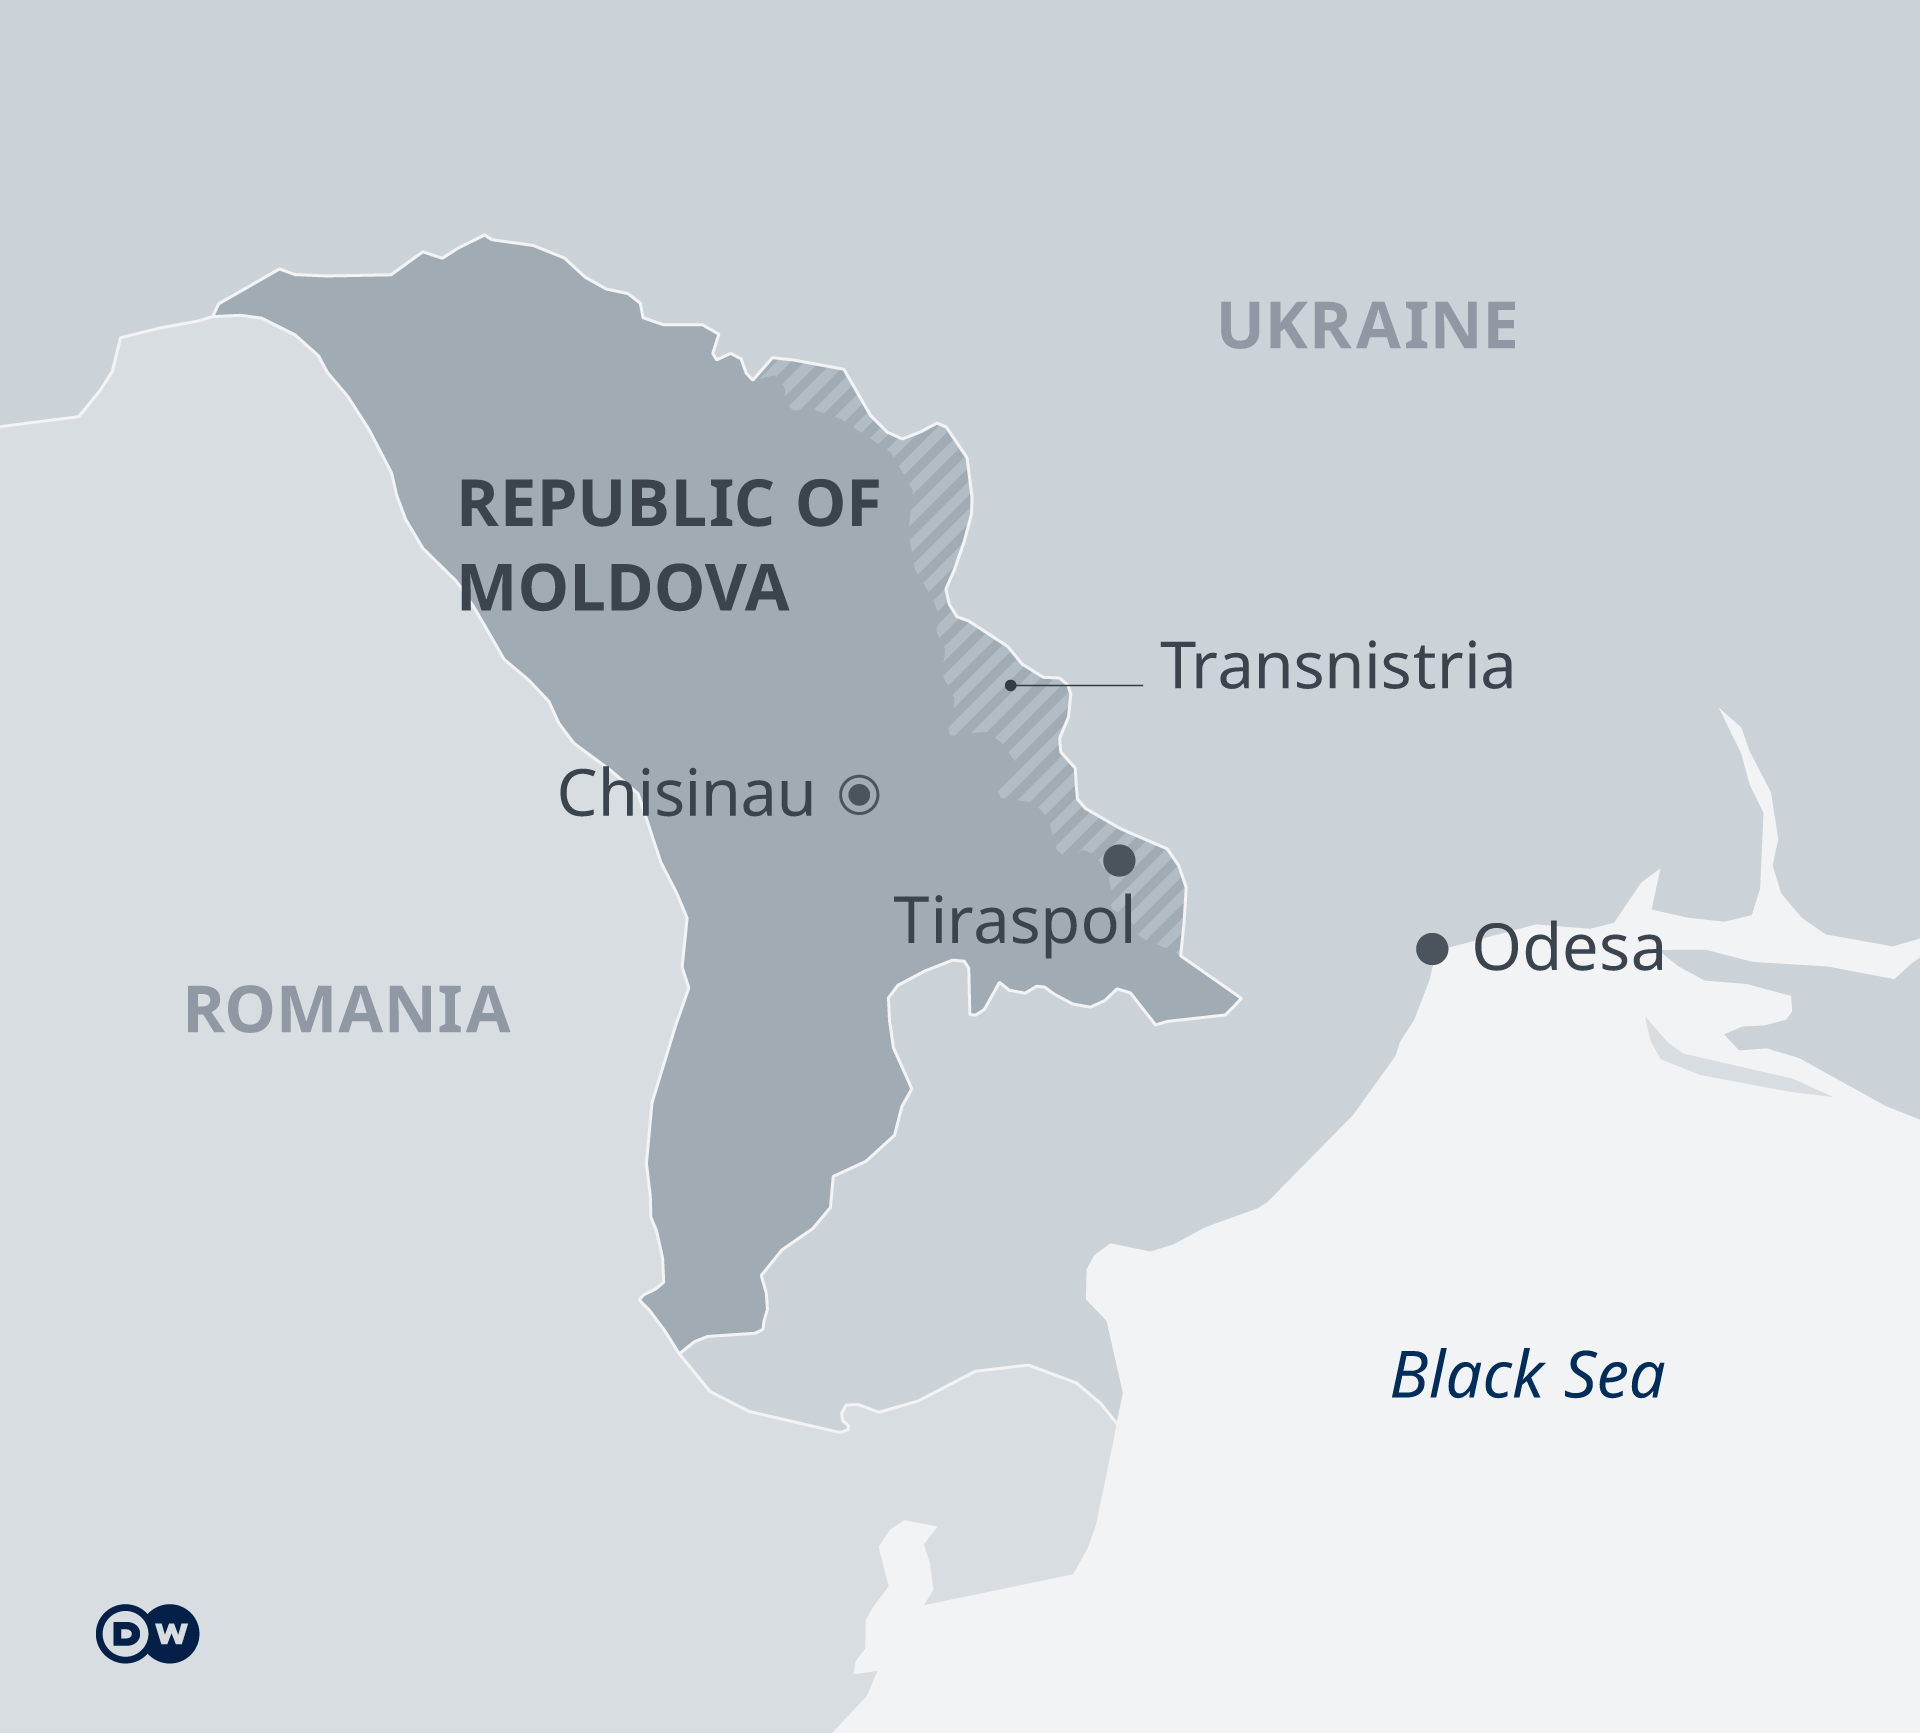 UKRAINE
REPUBLIC OF
MOLDOVA
Transnistria
Chisinau
Tiraspol
Odesa
ROMANIA
Black Sea
DW